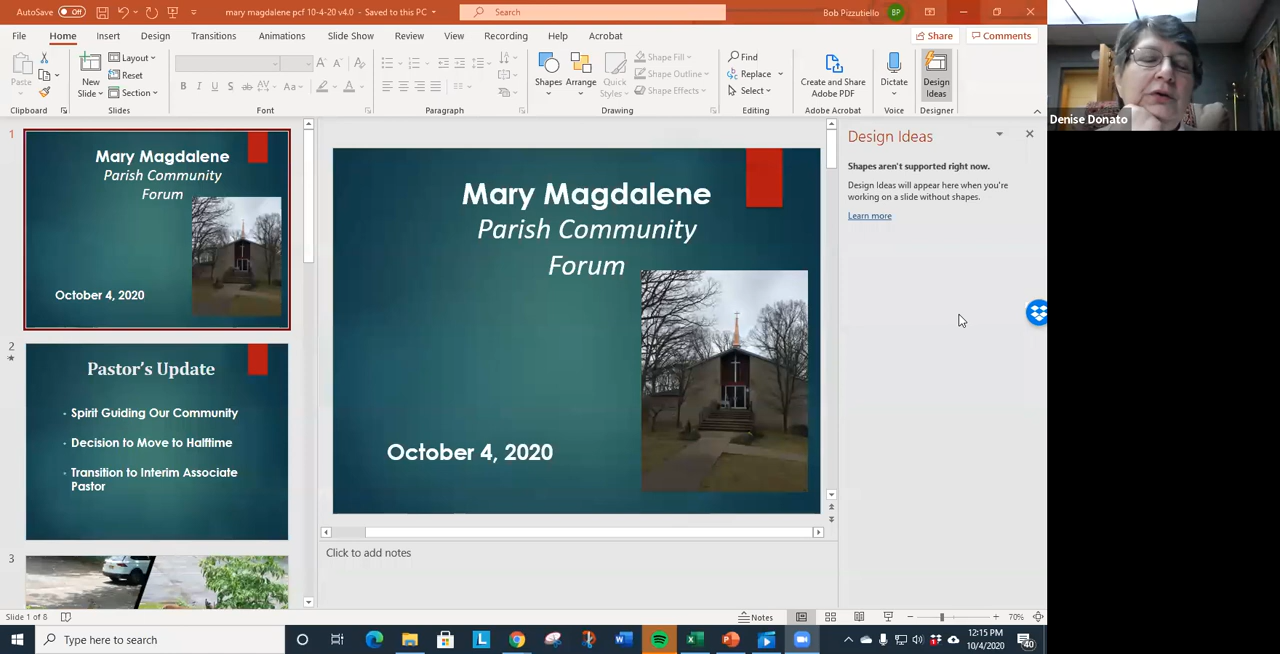 AutoSave Off
mary magdalene pcf 10-4-20 v4.0 - Saved to this PC
Search
Bob Pizzutiello BP
File Home Insert Design Transitions Animations Slide Show Review View Recording Help Acrobat
Share Comments
Paste
New
Slide
Layout
Reset
Section
Shapes
Arrange
Quick
Styles
Shape Fill
Shape Outline
Shape Effects
Find
Replace
Select
Create and Share
Adobe PDF
Dictate
Design
Ideas
Clipboard Slides Font Paragraph Drawing Editing Adobe Acrobat Voice Designer
Denise Donato
1
Mary Magdalene
Parish Community
Forum
October 4, 2020
2
Pastor's Update
Spirit Guiding Our Community
Decision to Move to Halftime
Transition to Interim Associate
Pastor
3
Mary Magdalene
Parish Community
Forum
October 4, 2020
Click to add notes
Design Ideas
Shapes aren't supported right now.
Design Ideas will appear here when you're
working on a slide without shapes.
Learn more
Slide 1 of 8
Notes
70%
Type here to search
12:15 PM
10/4/2020
40